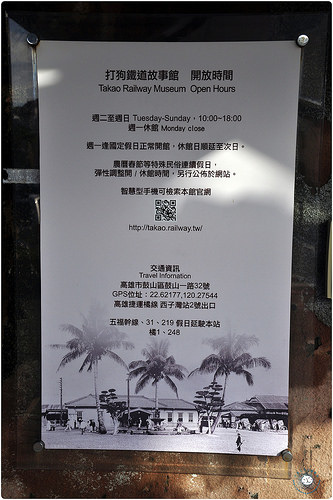 打狗鐵道故事館　開放時間
Takao Railway Museum Open Hours
週二至週日 Tuesday-Sunday，10:00~18:00
週一休館 Monday close
週一逢國定假日正常開館，休館日順延至次日。
農曆春節等特殊民俗連續假日，
彈性調整開 / 休館時間，另行公佈於網站。
智慧型手機可檢索本館官網
http://takao.railway.tw/
交通資訊
Travel Information
高雄市鼓山區鼓山一路32號
GPS位址：22.62177,120.27544
高雄捷運橘線 西子灣站2號出口
五福幹線、31、219 假日延駛本站
橘1、248